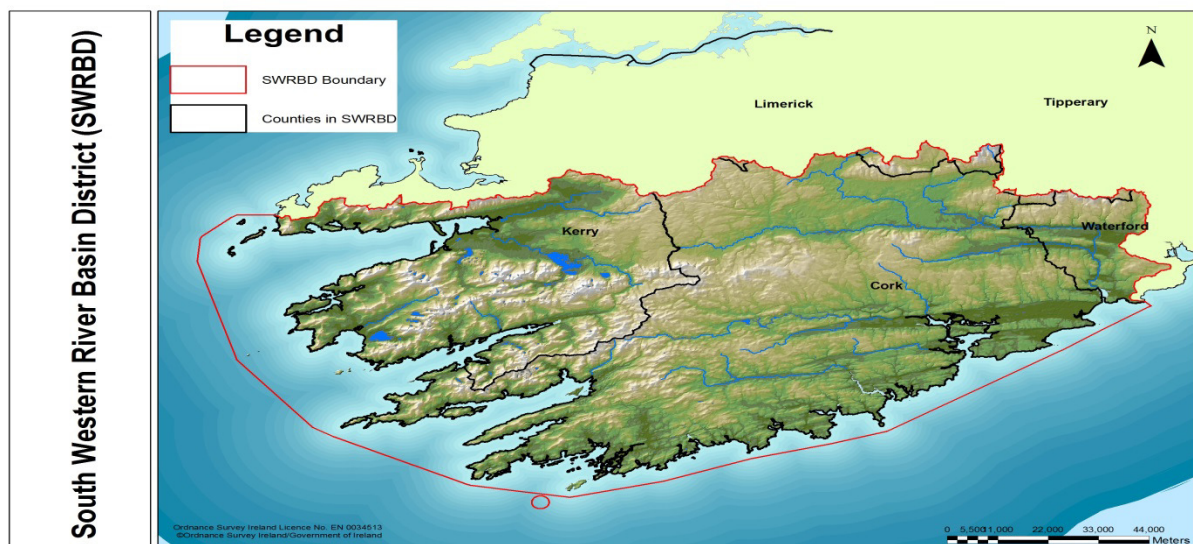 South Western River Basin District (SWRBD)
Legend
SWRBD Boundary
Counties in SWRBD
N
Limerick
Tipperary
Kerry
Waterford
Cork
Ordnance Survey Ireland Licence No. EN 0034513
©Ordnance Survey Ireland/Government of Ireland
0 5,500 11,000 22,000 33,000 44,000
Meters